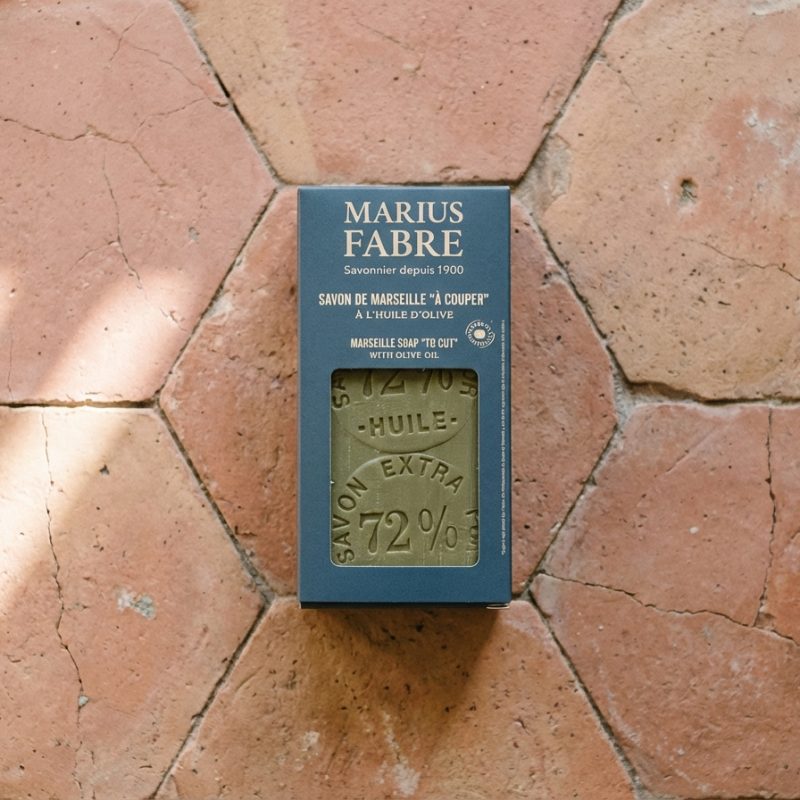 MARIUS
FABRE
Savonnier depuis 1900
SAVON DE MARSEILLE "À COUPER"
À L'HUILE D'OLIVE
MARSEILLE SOAP "TO CUT"
WITH OLIVE OIL
72 %
-HUILE-
SAVON EXTRA
72%